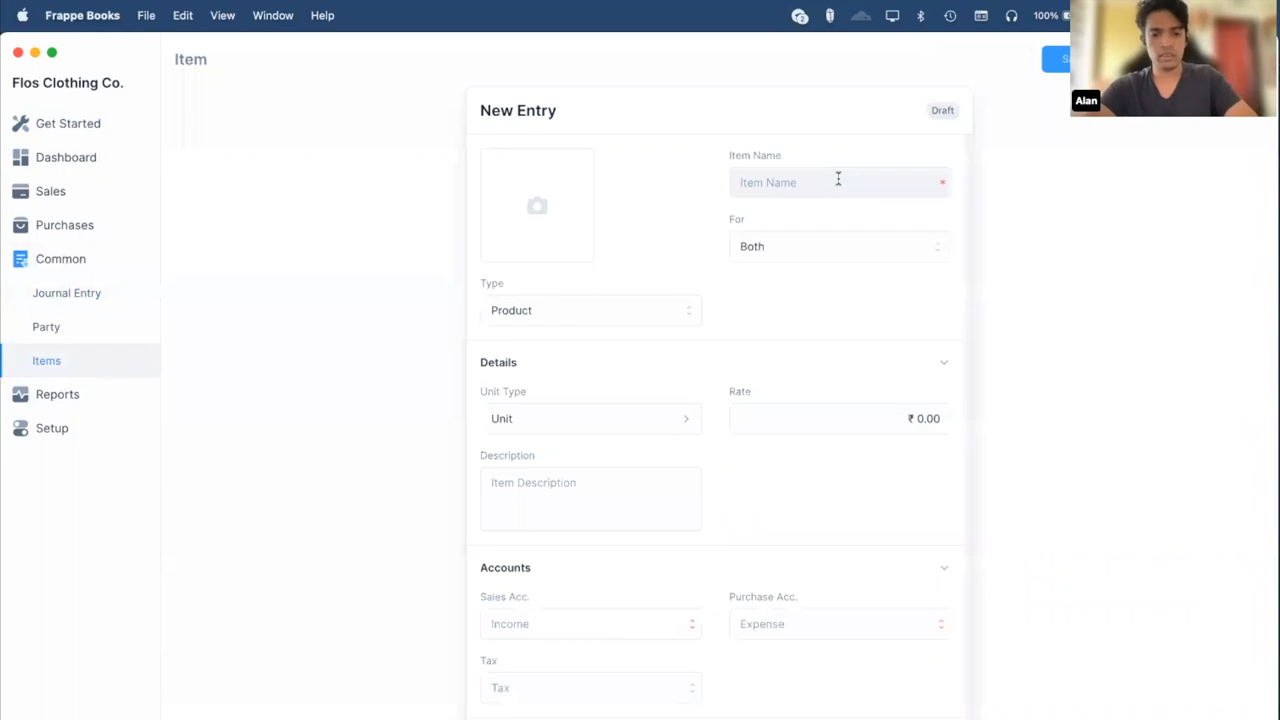 Frappe Books File Edit View Window Help 100%
Flos Clothing Co.
Get Started
Dashboard
Sales
Purchases
Common
Journal Entry
Party
Items
Reports
Setup
Item
Alan
New Entry Draft
Item Name
Item Name *
For
Both
Type
Product
Details
Unit Type Rate
Unit ₹ 0.00
Description
Item Description
Accounts
Sales Acc. Purchase Acc.
Income Expense
Tax
Tax